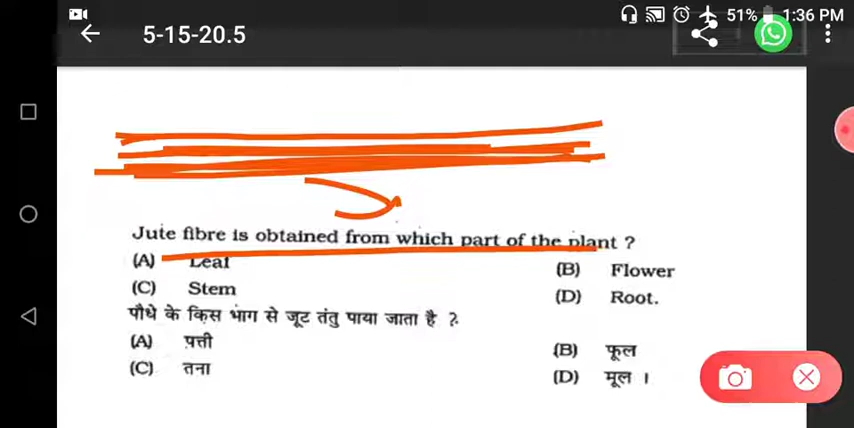 51% 1:36 PM
5-15-20.5
Jute fibre is obtained from which part of the plant ?
(A) Leaf (B) Flower
(C) Stem (D) Root.
पौधे के किस भाग से जूट तंतु पाया जाता है ?
(A) पत्ती (B) फूल
(C) तना (D) मूल ।